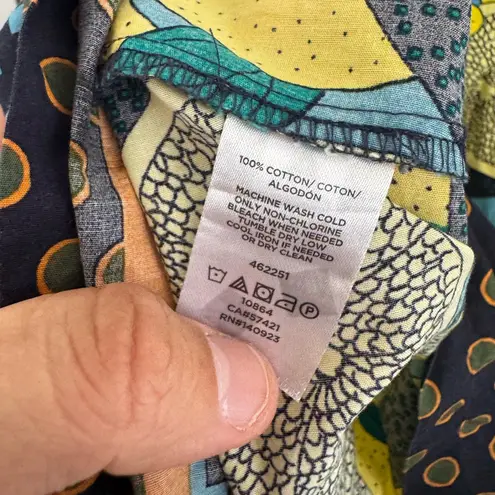 100% COTTON/ COTON/
ALGODÓN
MACHINE WASH COLD
ONLY NON-CHLORINE
BLEACH WHEN NEEDED
TUMBLE DRY LOW
COOL IRON IF NEEDED
OR DRY CLEAN
462251
10864
CA#57421
RN#140923